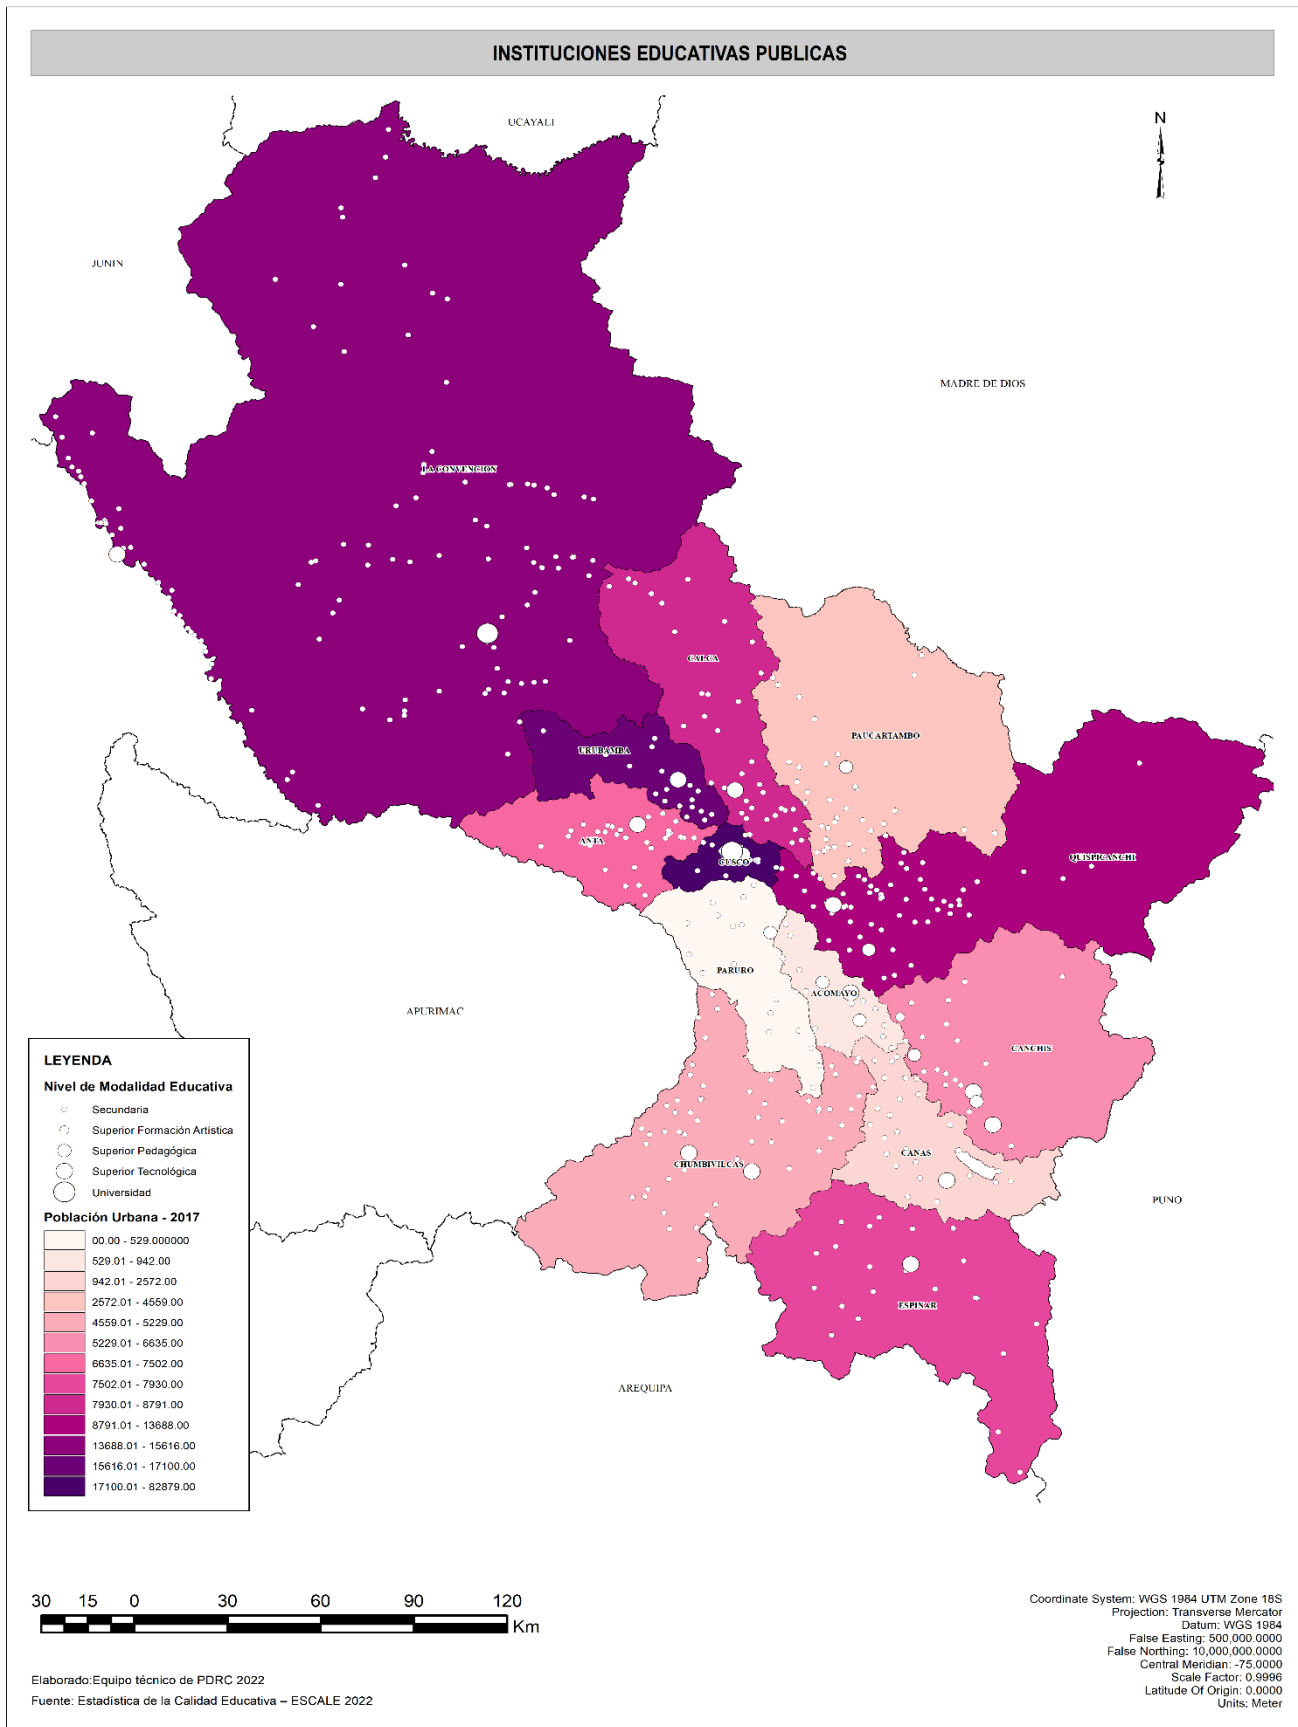 INSTITUCIONES EDUCATIVAS PUBLICAS
UCAYALI
N
JUNIN
MADRE DE DIOS
LA CONVENCION
CALCA
PAUCARTAMBO
URUBAMBA
ANTA
CUSCO
QUISPICANCHI
PARURO
ACOMAYO
APURIMAC
CANCHIS
CHUMBIVILCAS
CANAS
PUNO
ESPINAR
AREQUIPA
LEYENDA
Nivel de Modalidad Educativa
Secundaria
Superior Formación Artística
Superior Pedagógica
Superior Tecnológica
Universidad
Población Urbana - 2017
00.00 - 529.000000
529.01 - 942.00
942.01 - 2572.00
2572.01 - 4559.00
4559.01 - 5229.00
5229.01 - 6635.00
6635.01 - 7502.00
7502.01 - 7930.00
7930.01 - 8791.00
8791.01 - 13688.00
13688.01 - 15616.00
15616.01 - 17100.00
17100.01 - 82879.00
30 15 0 30 60 90 120
Km
Elaborado:Equipo técnico de PDRC 2022
Fuente: Estadística de la Calidad Educativa – ESCALE 2022
Coordinate System: WGS 1984 UTM Zone 18S
Projection: Transverse Mercator
Datum: WGS 1984
False Easting: 500,000.0000
False Northing: 10,000,000.0000
Central Meridian: -75.0000
Scale Factor: 0.9996
Latitude Of Origin: 0.0000
Units: Meter